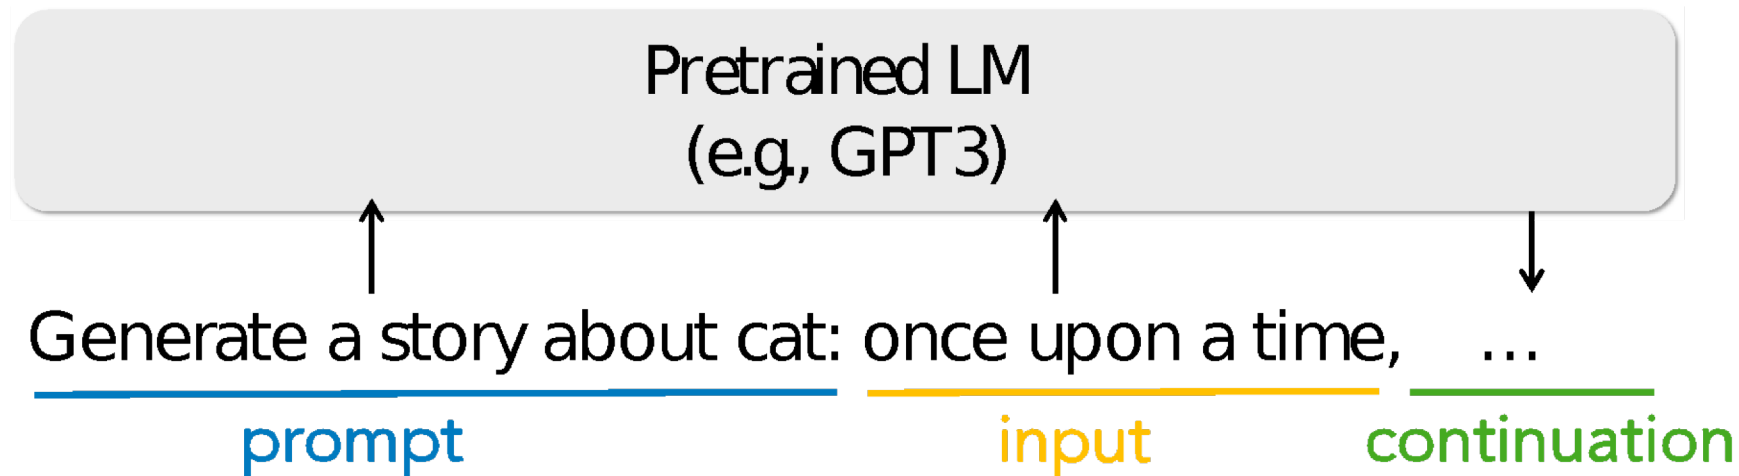 Pretrained LM
(e.g., GPT3)
Generate a story about cat: once upon a time, ...
prompt input continuation